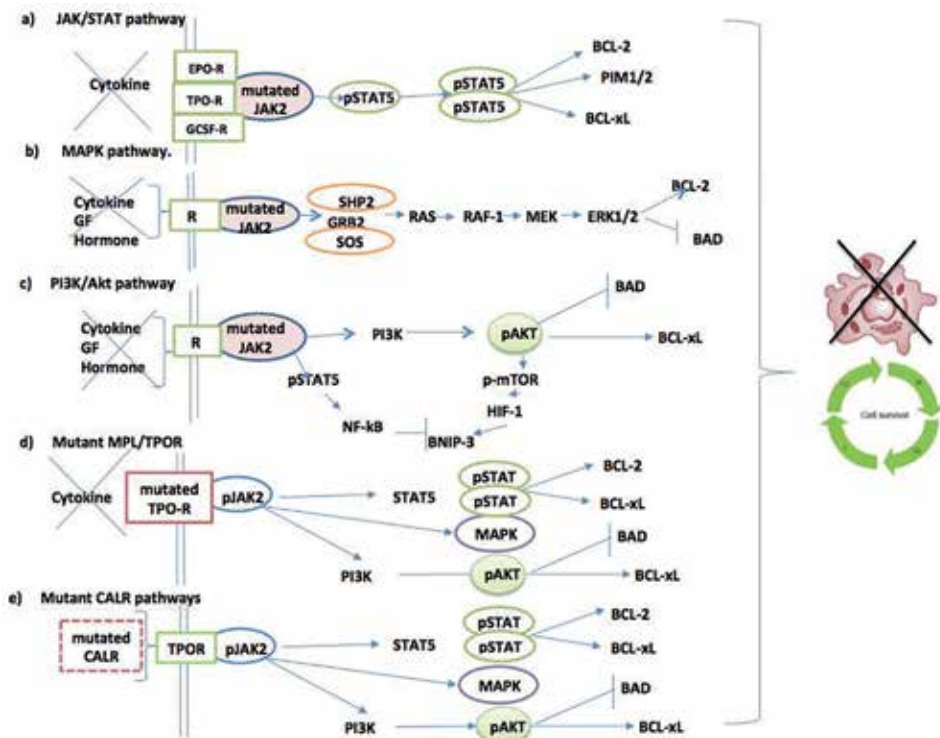 a) JAK/STAT pathway
Cytokine
EPO-R
TPO-R
GCSF-R
mutated
JAK2
pSTAT5
pSTAT5
pSTAT5
BCL-2
PIM1/2
BCL-xL
b) MAPK pathway.
Cytokine
GF
Hormone
R
mutated
JAK2
SHP2
GRB2
SOS
RAS
RAF-1
MEK
ERK1/2
BCL-2
BAD
c) PI3K/Akt pathway
Cytokine
GF
Hormone
R
mutated
JAK2
PI3K
pAKT
BAD
BCL-xL
pSTAT5
p-mTOR
HIF-1
NF-kB
BNIP-3
d) Mutant MPL/TPOR
Cytokine
mutated
TPO-R
pJAK2
STAT5
pSTAT
pSTAT
BCL-2
BCL-xL
MAPK
PI3K
pAKT
BAD
BCL-xL
e) Mutant CALR pathways
mutated
CALR
TPOR
pJAK2
STAT5
pSTAT
pSTAT
BCL-2
BCL-xL
MAPK
PI3K
pAKT
BAD
BCL-xL
Cell survival